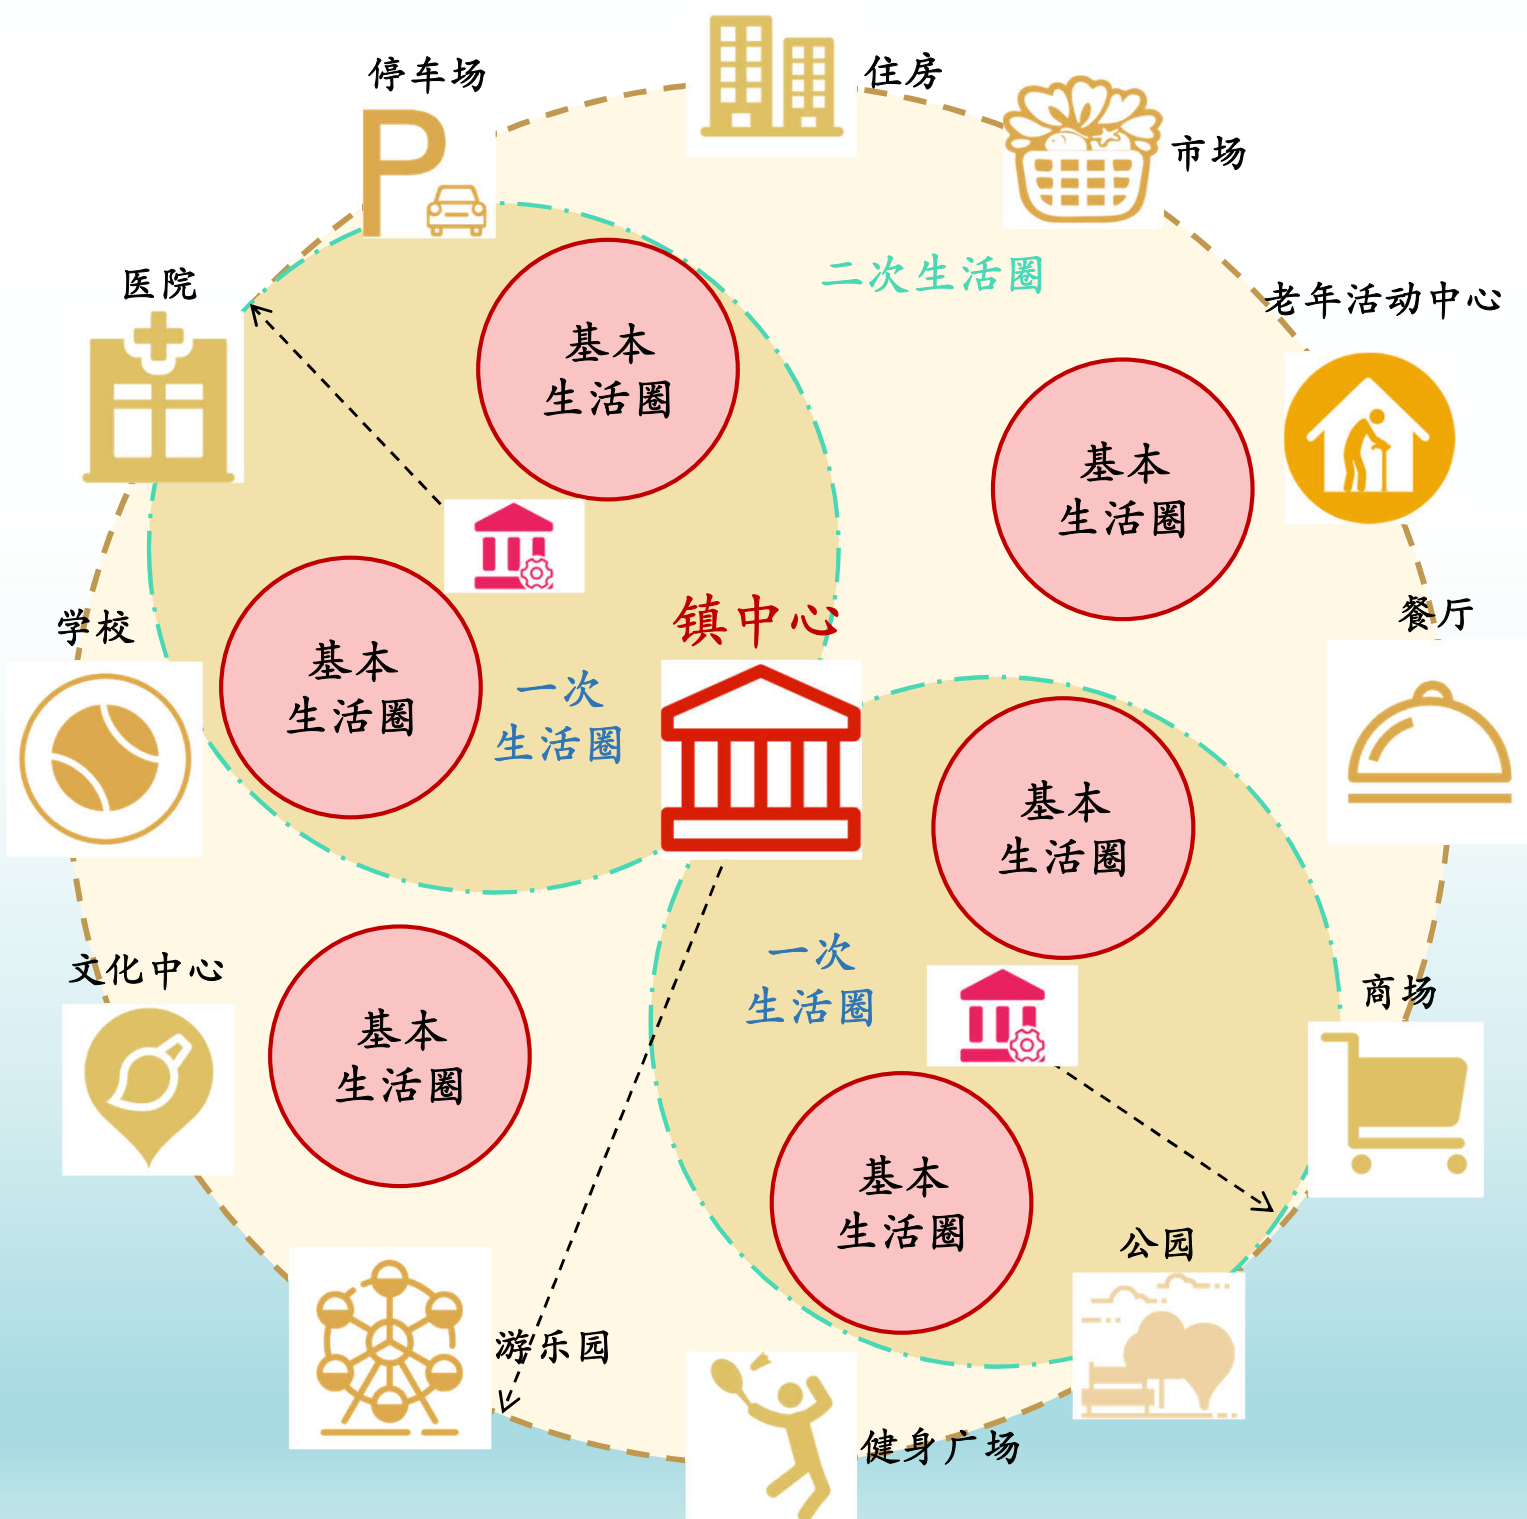 停车场
住房
市场
医院
二次生活圈
老年活动中心
基本
生活圈
基本
生活圈
镇中心
餐厅
学校
基本
生活圈
一次
生活圈
基本
生活圈
一次
生活圈
文化中心
商场
基本
生活圈
基本
生活圈
公园
游乐园
健身广场